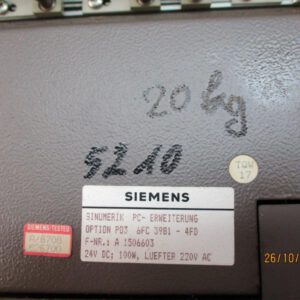 20 kg
5210
TQW
17
SIEMENS
SINUMERIK PC- ERWEITERUNG
OPTION P03 6FC 3981 - 4FD
F-NR.: A 1506603
24V DC; 100W, LUEFTER 220V AC
SIEMENS-TESTED
26/10/